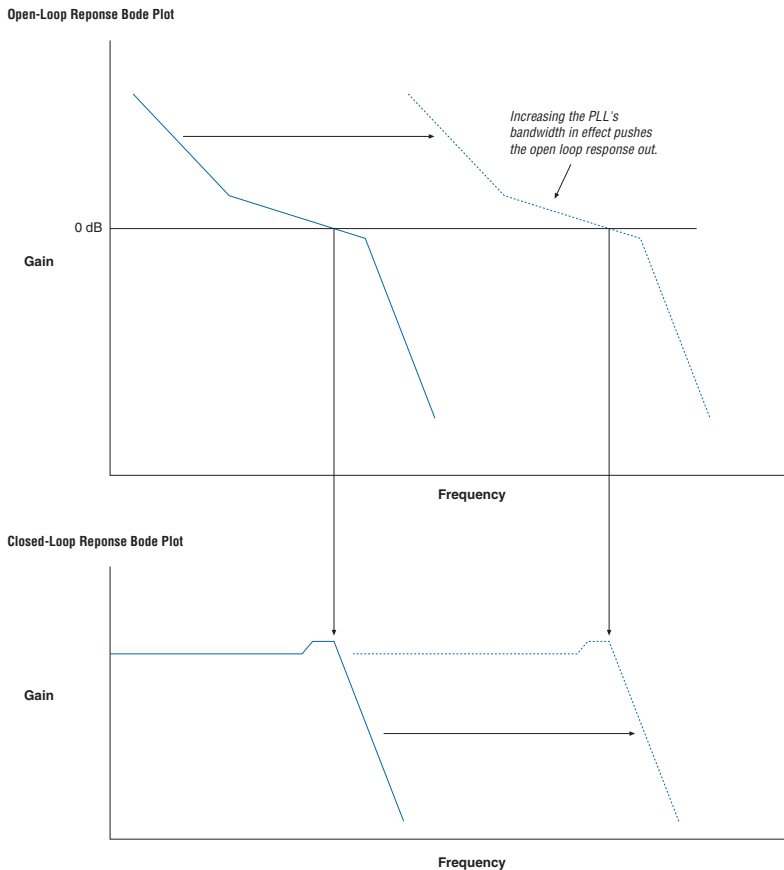 Open-Loop Reponse Bode Plot
Increasing the PLL's
bandwidth in effect pushes
the open loop response out.
0 dB
Gain
Frequency
Closed-Loop Reponse Bode Plot
Gain
Frequency